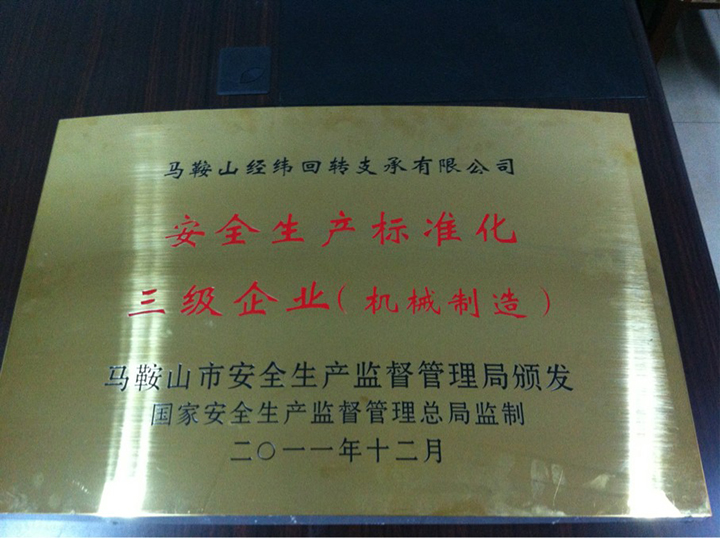 马鞍山经纬回转支承有限公司
安全生产标准化
三级企业（机械制造）
马鞍山市安全生产监督管理局颁发
国家安全生产监督管理总局监制
二〇一一年十二月